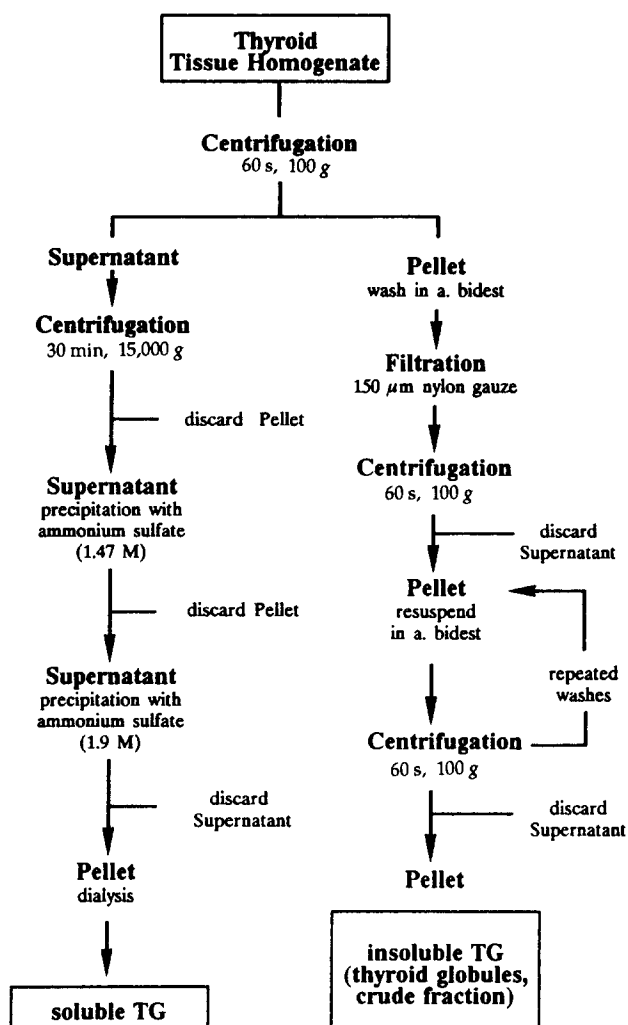 Thyroid
Tissue Homogenate
Centrifugation
60 s, 100 g
Supernatant
Centrifugation
30 min, 15,000 g
discard Pellet
Supernatant
precipitation with
ammonium sulfate
(1.47 M)
discard Pellet
Supernatant
precipitation with
ammonium sulfate
(1.9 M)
discard
Supernatant
Pellet
dialysis
soluble TG
Pellet
wash in a. bidest
Filtration
150 μm nylon gauze
Centrifugation
60 s, 100 g
discard
Supernatant
Pellet
resuspend
in a. bidest
repeated
washes
Centrifugation
60 s, 100 g
discard
Supernatant
Pellet
insoluble TG
(thyroid globules,
crude fraction)